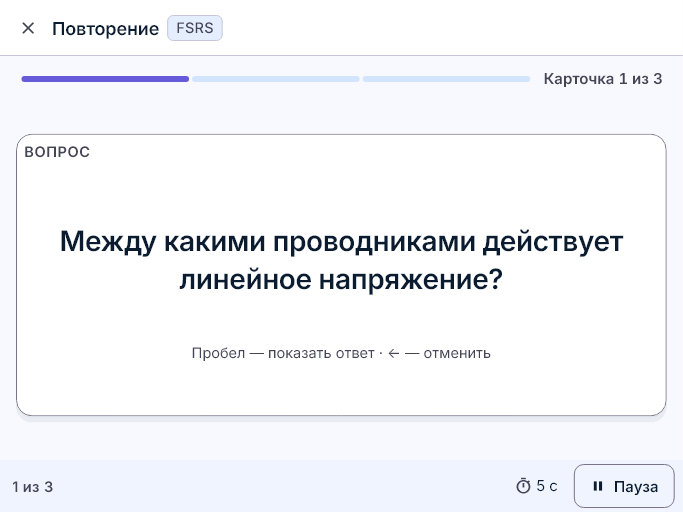 Повторение FSRS
Карточка 1 из 3
ВОПРОС
Между какими проводниками действует
линейное напряжение?
Пробел — показать ответ · ← — отменить
1 из 3
5 с
Пауза